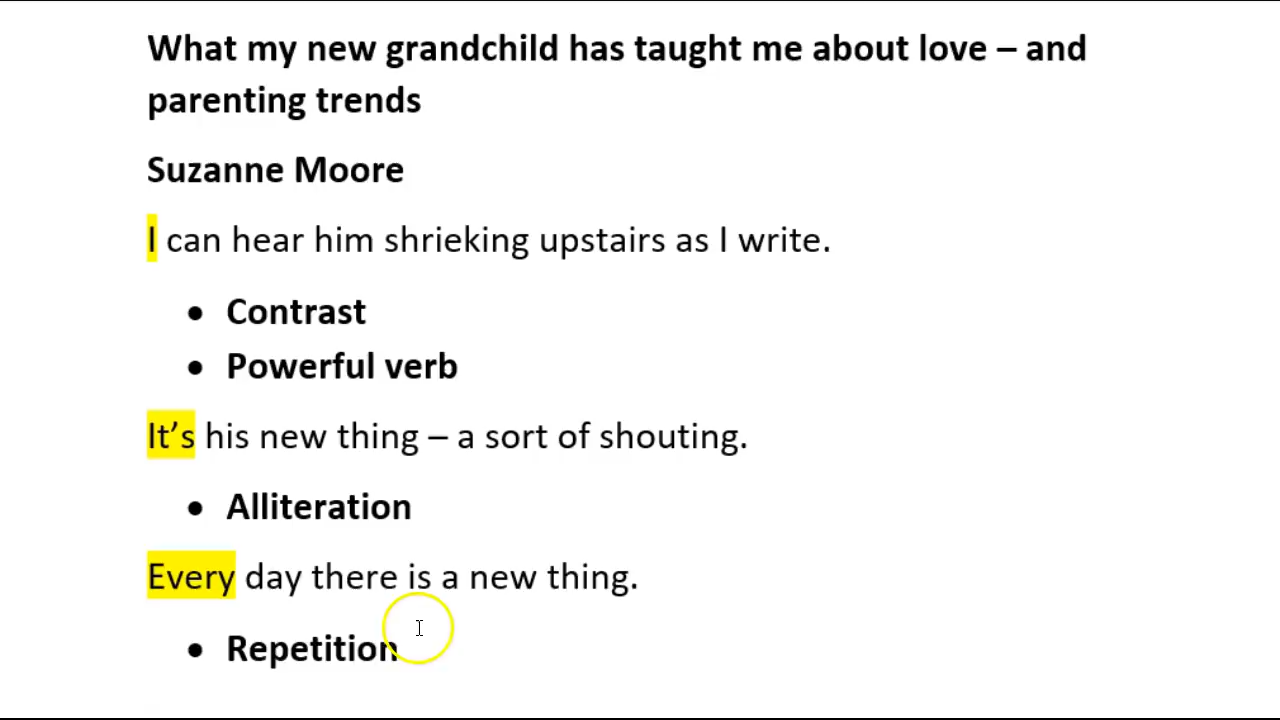 What my new grandchild has taught me about love – and
parenting trends
Suzanne Moore
I can hear him shrieking upstairs as I write.
• Contrast
• Powerful verb
It’s his new thing – a sort of shouting.
• Alliteration
Every day there is a new thing.
• Repetition